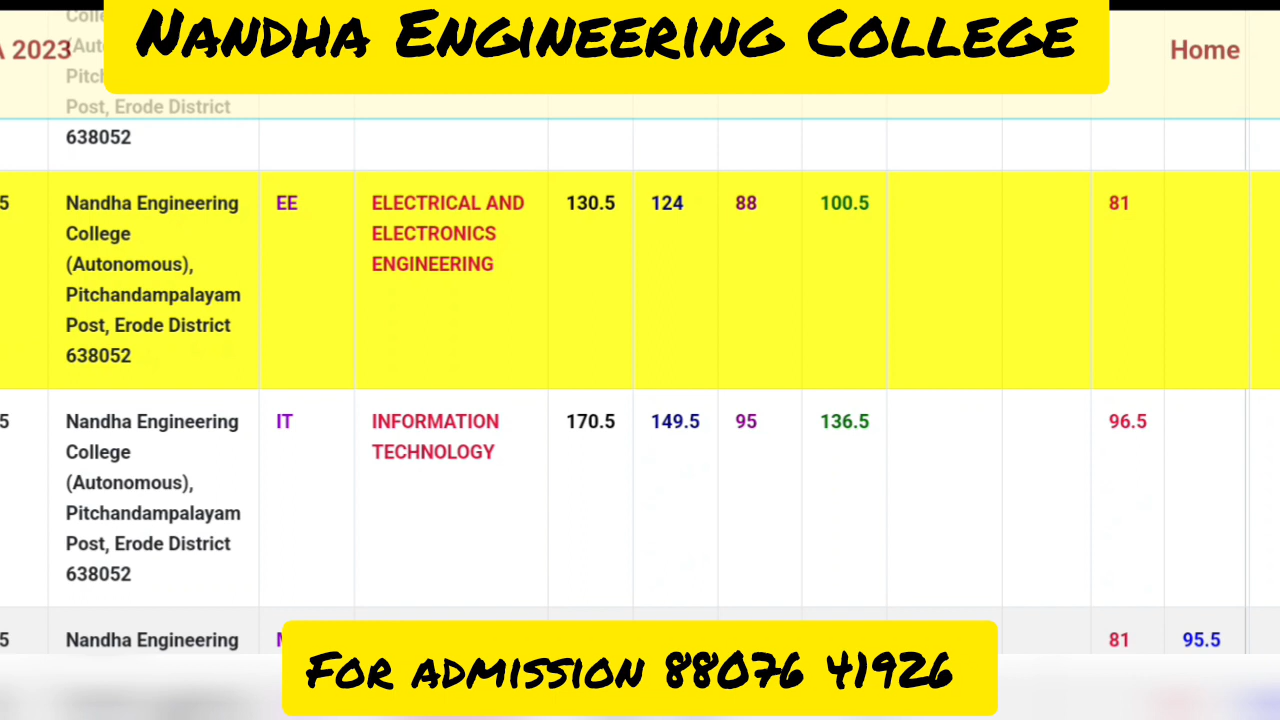 NANDHA ENGINEERING COLLEGE
2023
Home
Post, Erode District
638052
5 Nandha Engineering EE ELECTRICAL AND 130.5 124 88 100.5 81
College ELECTRONICS
(Autonomous), ENGINEERING
Pitchandampalayam
Post, Erode District
638052
5 Nandha Engineering IT INFORMATION 170.5 149.5 95 136.5 96.5
College TECHNOLOGY
(Autonomous),
Pitchandampalayam
Post, Erode District
638052
5 Nandha Engineering 81 95.5
FOR ADMISSION 88076 41926